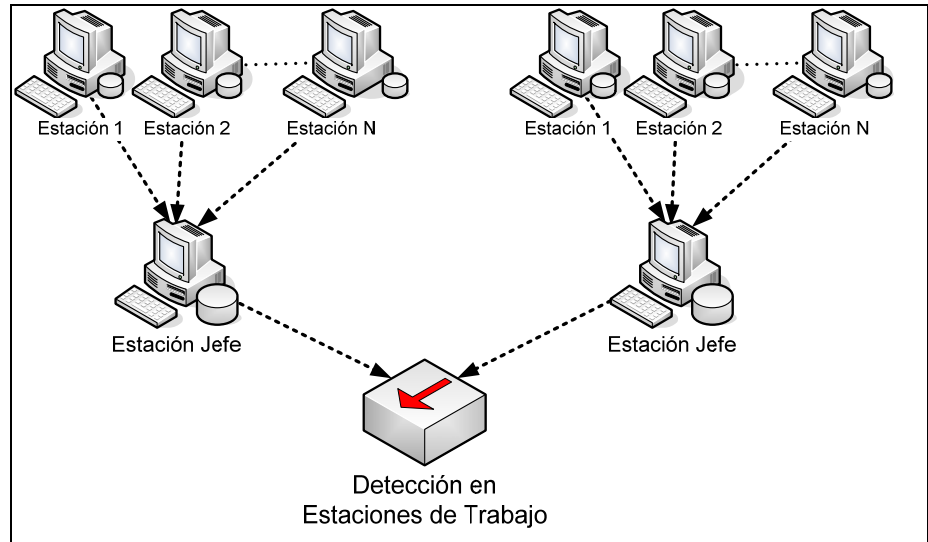 Estación 1 Estación 2 Estación N Estación 1 Estación 2 Estación N
Estación Jefe Estación Jefe
Detección en
Estaciones de Trabajo